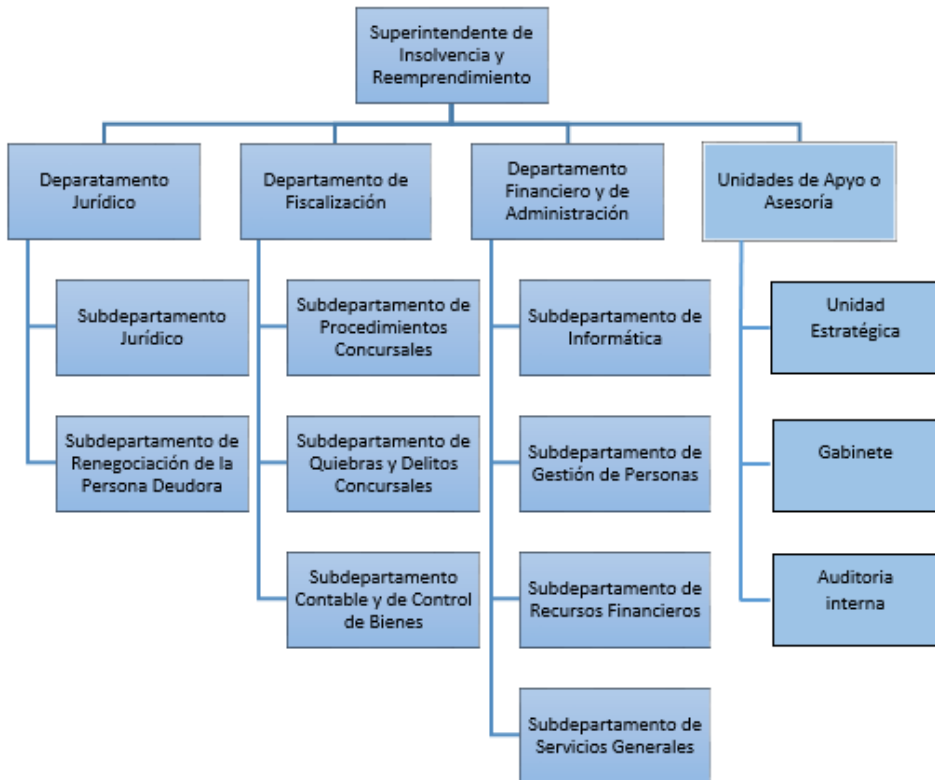 Superintendente de
Insolvencia y
Reemprendimiento
Deparatamento
Jurídico
Departamento de
Fiscalización
Departamento
Financiero y de
Administración
Unidades de Apyo o
Asesoría
Subdepartamento
Jurídico
Subdepartamento de
Renegociación de la
Persona Deudora
Subdepartamento de
Procedimientos
Concursales
Subdepartamento de
Quiebras y Delitos
Concursales
Subdepartamento
Contable y de Control
de Bienes
Subdepartamento de
Informática
Subdepartamento de
Gestión de Personas
Subdepartamento de
Recursos Financieros
Subdepartamento de
Servicios Generales
Unidad
Estratégica
Gabinete
Auditoria
interna